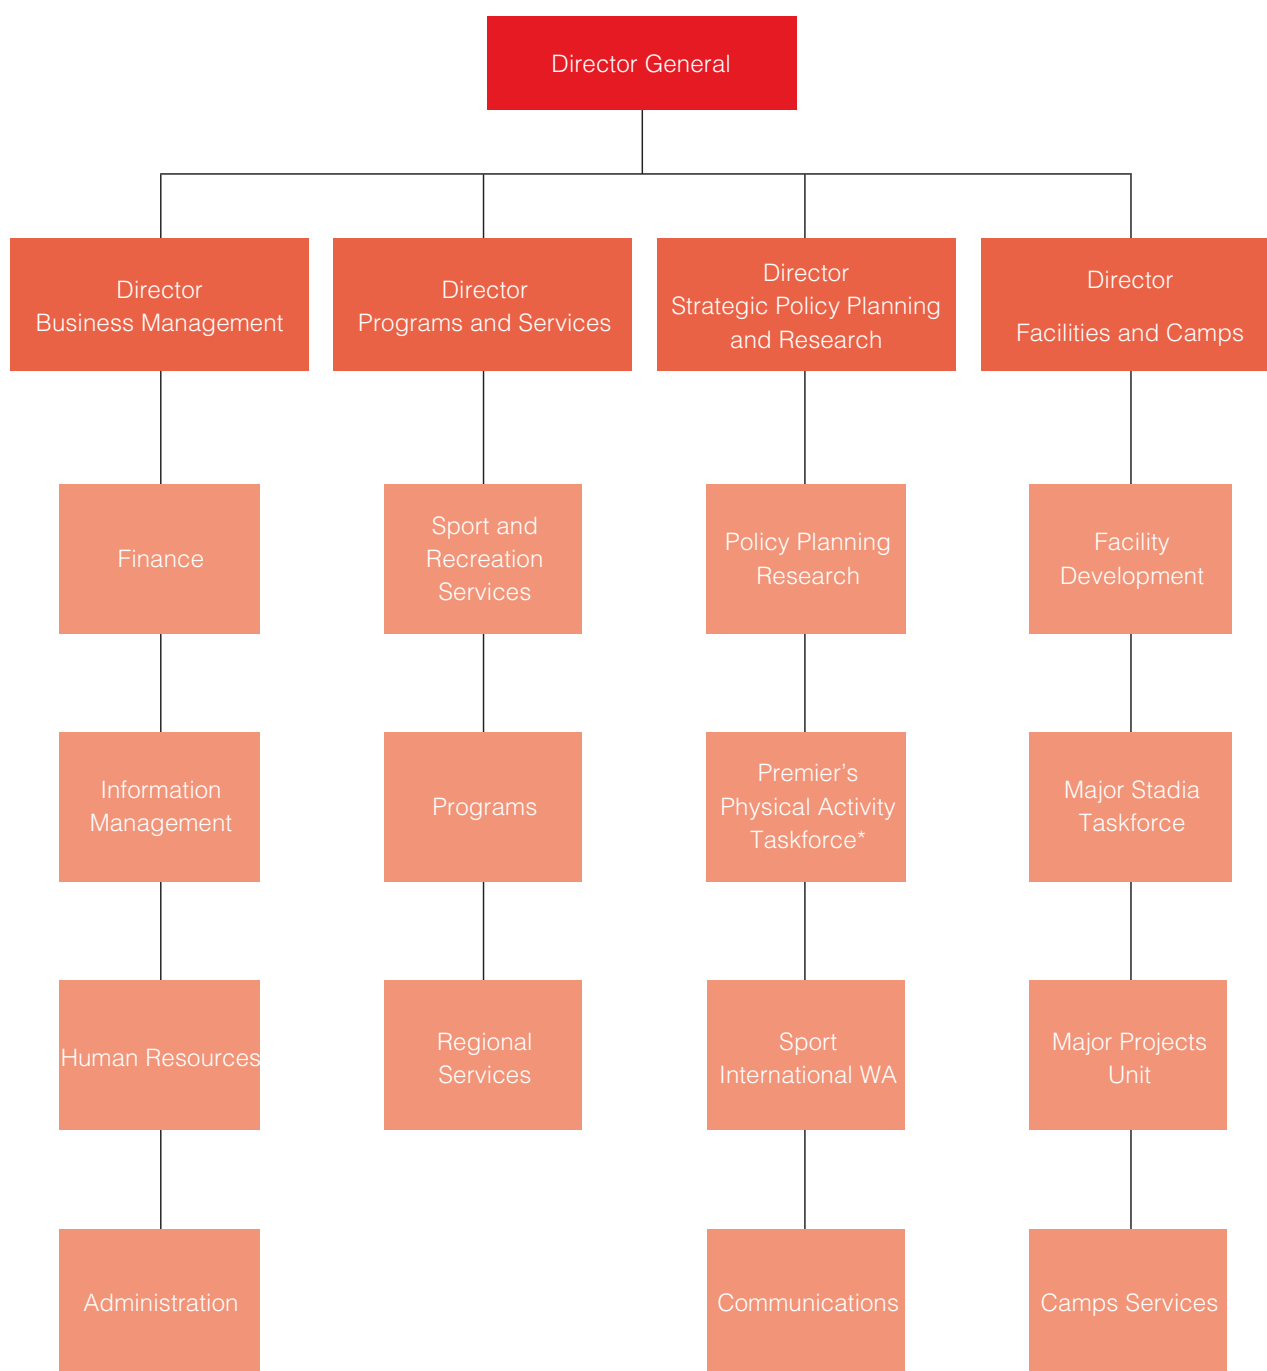 Director General
Director
Business Management
Director
Programs and Services
Director
Strategic Policy Planning
and Research
Director
Facilities and Camps
Finance
Sport and
Recreation
Services
Policy Planning
Research
Facility
Development
Information
Management
Programs
Premier’s
Physical Activity
Taskforce*
Major Stadia
Taskforce
Human Resources
Regional
Services
Sport
International WA
Major Projects
Unit
Administration
Communications
Camps Services